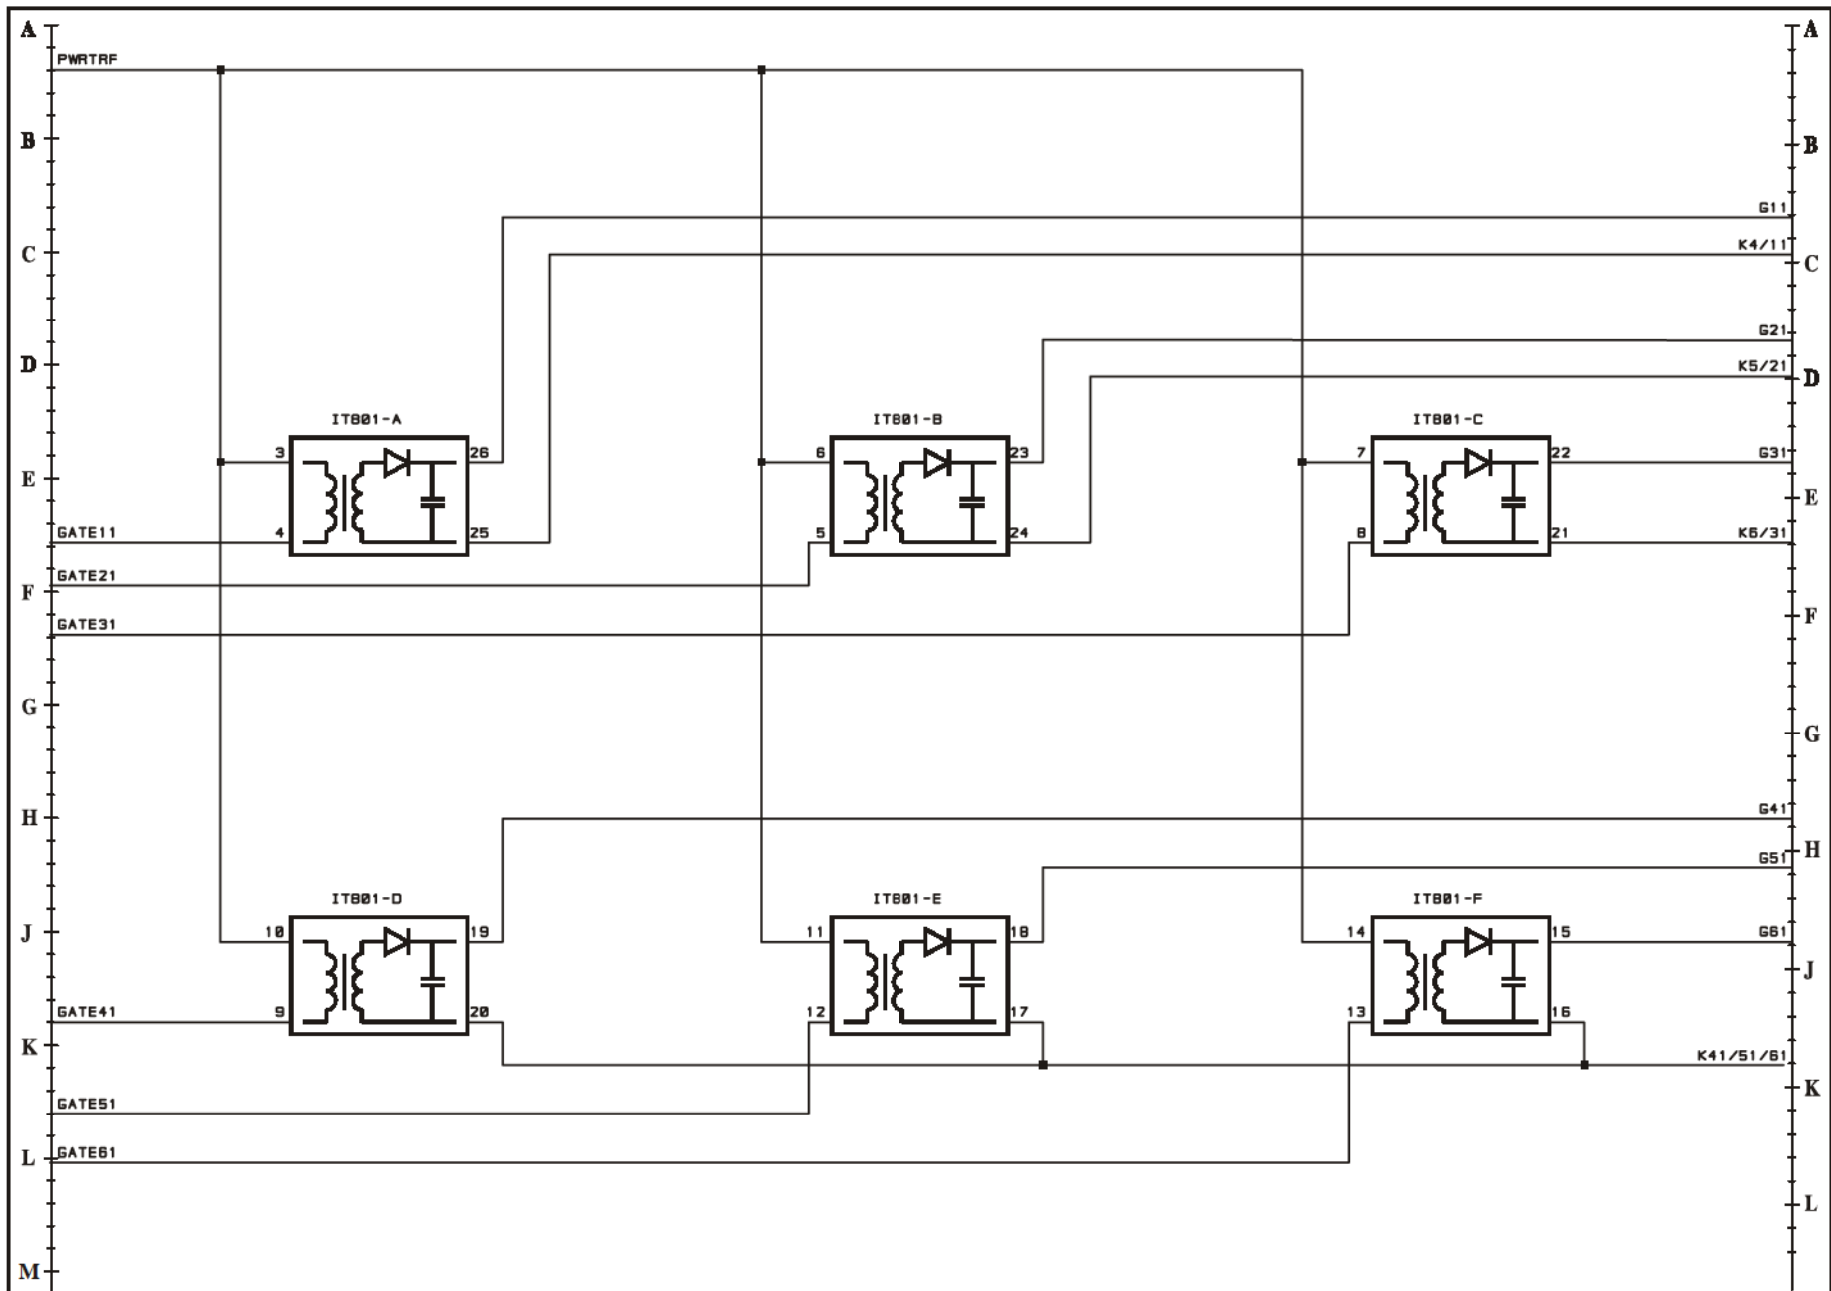 A A
PWRTRF
B B
G11
C K4/11
C
G21
D K5/21
D
IT801-A IT801-B IT801-C
3 26 6 23 7 22 G31
E E
GATE11 4 25 5 24 8 21 K6/31
GATE21
F F
GATE31
G G
H G41
H
G51
IT801-D IT801-E IT801-F
J 10 19 11 18 14 15 G61
J
GATE41 9 20 12 17 13 16
K K41/51/61
K
GATE51
L GATE61
L
M